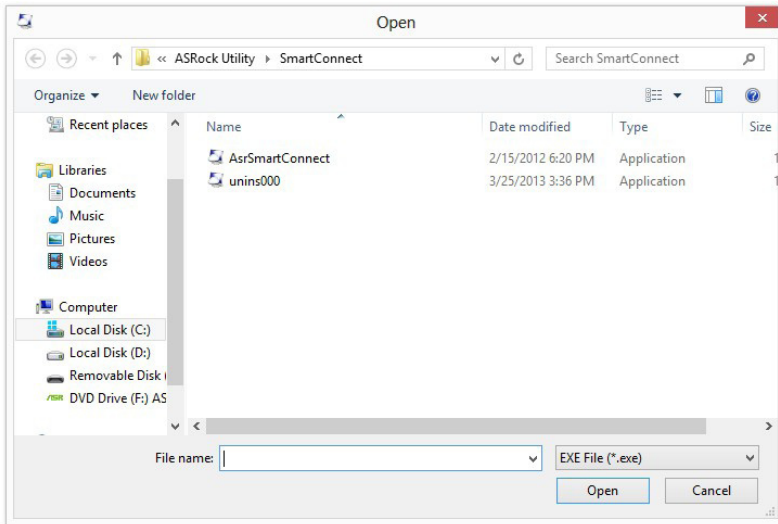 Open
« ASRock Utility SmartConnect Search SmartConnect
Organize New folder
Name Date modified Type Size
Recent places
AsrSmartConnect 2/15/2012 6:20 PM Application 1
unins000 3/25/2013 3:36 PM Application 1
Libraries
Documents
Music
Pictures
Videos
Computer
Local Disk (C:)
Local Disk (D:)
Removable Disk
DVD Drive (F:) AS
File name: EXE File (*.exe)
Open Cancel